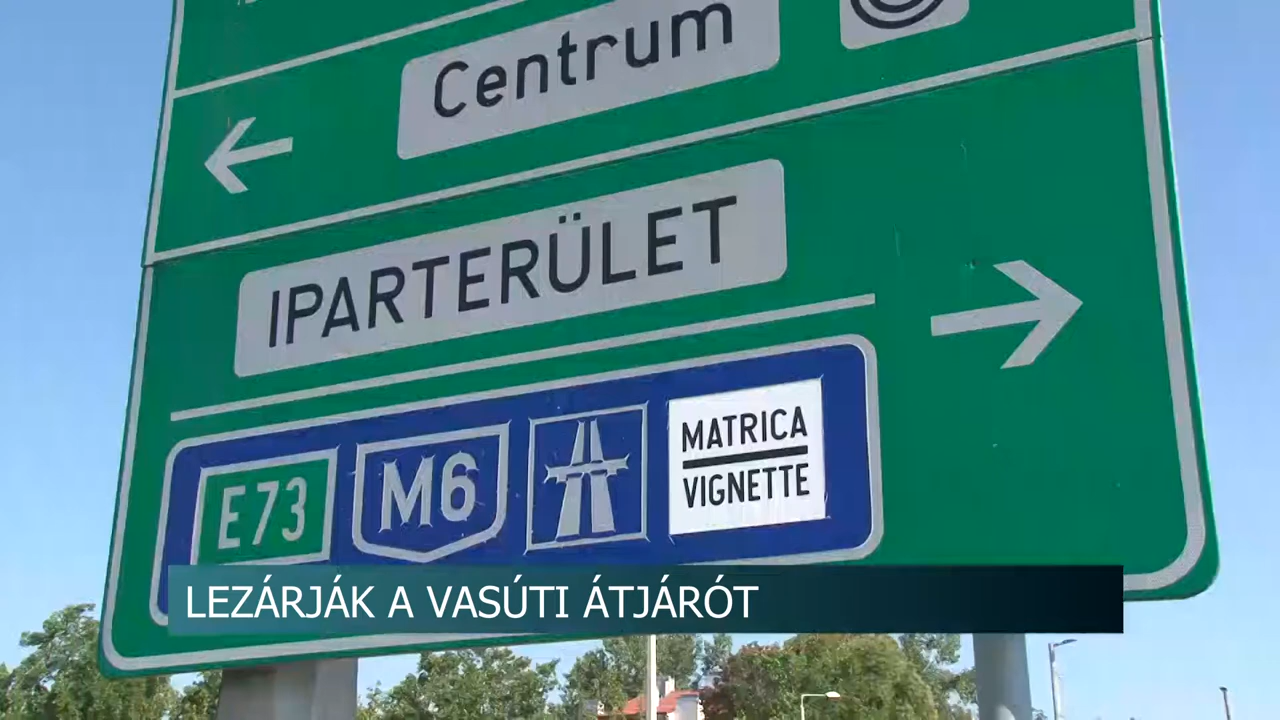 Centrum
IPARTERÜLET
E73
M6
MATRICA
VIGNETTE
LEZÁRJÁK A VASÚTI ÁTJÁRÓT